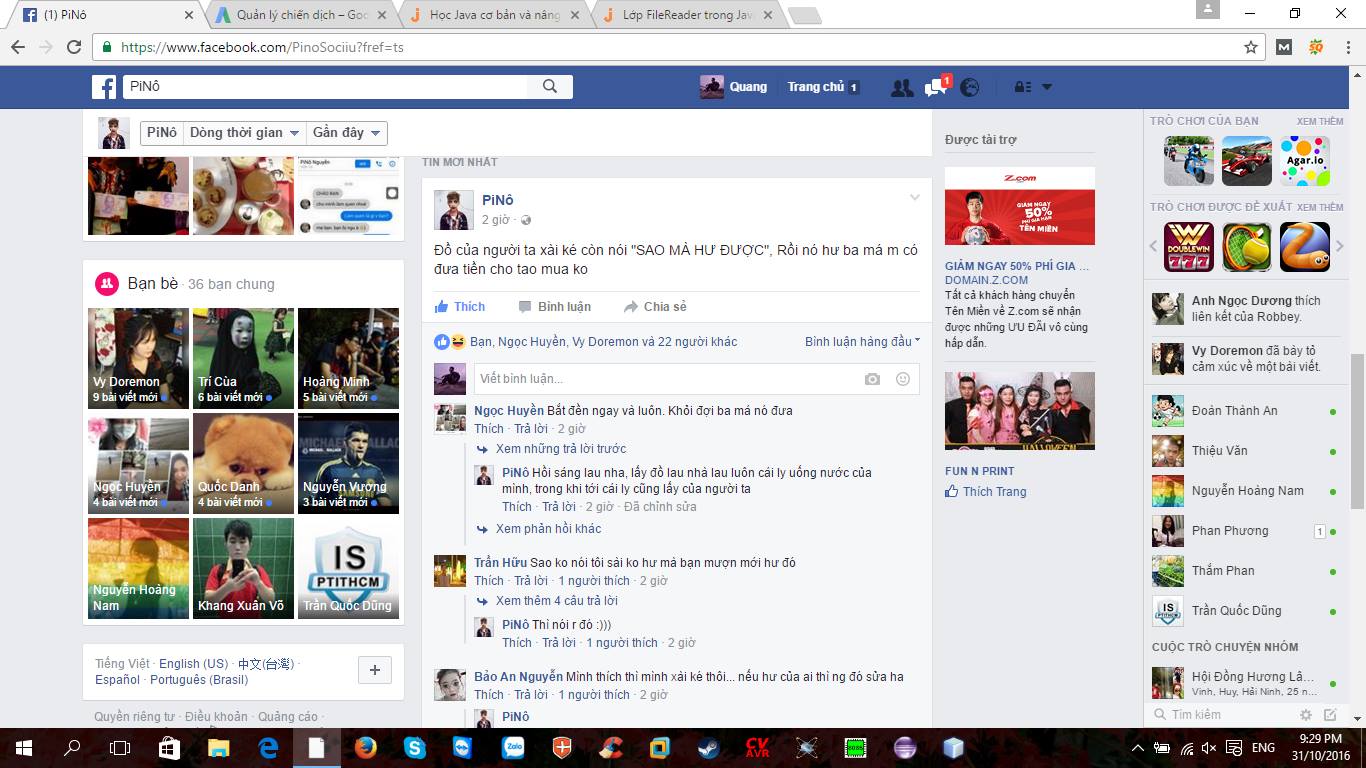 (1) PiNô
Quản lý chiến dịch – Goo
Học Java cơ bản và nâng
Lớp FileReader trong Jav
https://www.facebook.com/PinoSociiu?fref=ts
PiNô
Quang
Trang chủ 1
1
PiNô
Dòng thời gian
Gần đây
PiNô Nguyễn
TIN MỚI NHẤT
PiNô
2 giờ
Đồ của người ta xài ké còn nói "SAO MÀ HƯ ĐƯỢC", Rồi nó hư ba má m có
đưa tiền cho tao mua ko
Thích
Bình luận
Chia sẻ
Bạn, Ngọc Huyền, Vy Doremon và 22 người khác
Bình luận hàng đầu
Viết bình luận...
Ngọc Huyền Bắt đền ngay và luôn. Khỏi đợi ba má nó đưa
Thích · Trả lời · 2 giờ
Xem những trả lời trước
PiNô Hồi sáng lau nha, lấy đồ lau nhà lau luôn cái ly uống nước của
mình, trong khi tới cái ly cũng lấy của người ta
Thích · Trả lời · 2 giờ · Đã chỉnh sửa
Xem phản hồi khác
Trần Hữu Sao ko nói tôi sài ko hư mà bạn mượn mới hư đó
Thích · Trả lời · 1 người thích · 2 giờ
Xem thêm 4 câu trả lời
PiNô Thì nói r đó :)))
Thích · Trả lời · 1 người thích · 2 giờ
Bảo An Nguyễn Mình thích thì mình xài ké thôi... nếu hư của ai thì ng đó sửa ha
Thích · Trả lời · 1 người thích · 2 giờ
PiNô
Bạn bè · 36 bạn chung
Vy Doremon
9 bài viết mới
Trí Cùa
6 bài viết mới
Hoàng Minh
5 bài viết mới
Ngọc Huyền
4 bài viết mới
Quốc Danh
4 bài viết mới
MICHAEL BALLAC
Nguyễn Vượng
3 bài viết mới
Nguyễn Hoàng
Nam
Khang Xuân Võ
IS
PTITHCM
Trần Quốc Dũng
Tiếng Việt · English (US) · 中文(台灣) ·
Español · Português (Brasil)
Quyền riêng tư · Điều khoản · Quảng cáo ·
Được tài trợ
Z.com
GIẢM NGAY
50%
TÊN MIỀN
GIẢM NGAY 50% PHÍ GIA ...
DOMAIN.Z.COM
Tất cả khách hàng chuyển
Tên Miền về Z.com sẽ nhận
được những ƯU ĐÃI vô cùng
hấp dẫn.
HALLOWEEN
FUN N PRINT
Thích Trang
TRÒ CHƠI CỦA BẠN
XEM THÊM
Agar.io
TRÒ CHƠI ĐƯỢC ĐỀ XUẤT
XEM THÊM
DOUBLEWIN
777
Anh Ngọc Dương thích
liên kết của Robbey.
Vy Doremon đã bày tỏ
cảm xúc về một bài viết.
Đoàn Thành An
Thiệu Văn
Nguyễn Hoàng Nam
Phan Phương
1
Thắm Phan
Trần Quốc Dũng
CUỘC TRÒ CHUYỆN NHÓM
Hội Đồng Hương Lâ...
Vinh, Huy, Hải Ninh, 25 n...
Tìm kiếm
Zalo
CV
AVR
ENG
9:29 PM
31/10/2016